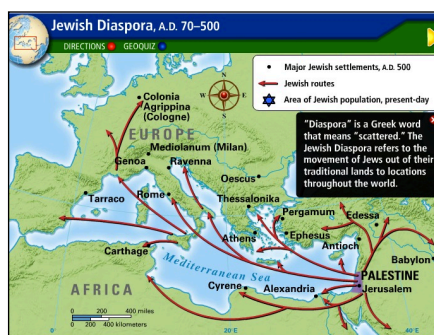 Jewish Diaspora, A.D. 70–500
DIRECTIONS GEOQUIZ
Major Jewish settlements, A.D. 500
Jewish routes
Area of Jewish population, present-day
"Diaspora" is a Greek word
that means "scattered." The
Jewish Diaspora refers to the
movement of Jews out of their
traditional lands to locations
throughout the world.
Colonia
Agrippina
(Cologne)
EUROPE
Mediolanum (Milan)
Genoa
Ravenna
Oescus
Tarraco
Rome
Thessalonika
Pergamum
Edessa
Athens
Ephesus
Antioch
Carthage
Babylon
Mediterranean Sea
PALESTINE
Jerusalem
AFRICA
Cyrene
Alexandria
0 200 400 miles
0 200 400 kilometers
20°E
40°E